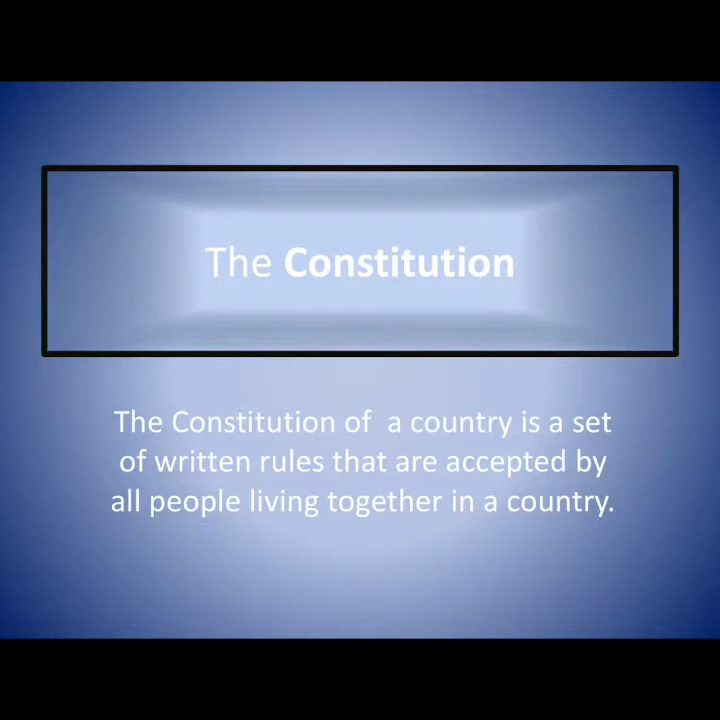 The Constitution
The Constitution of a country is a set
of written rules that are accepted by
all people living together in a country.